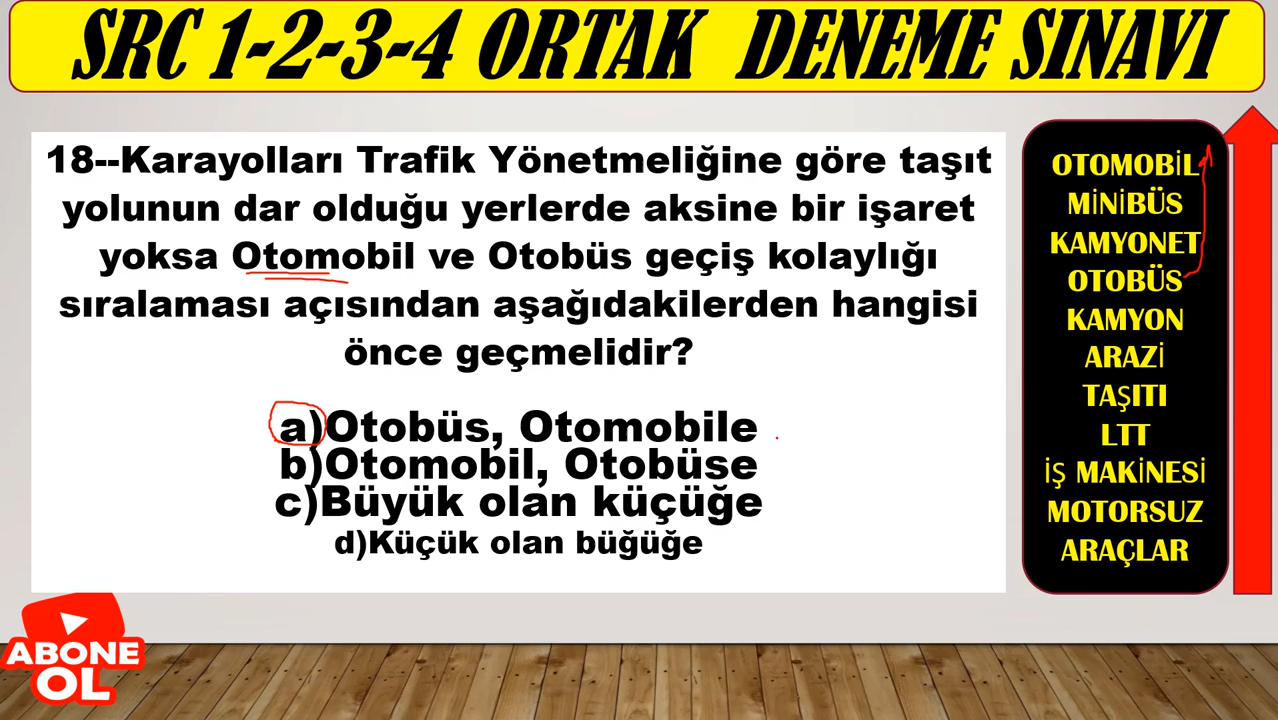 SRC 1-2-3-4 ORTAK DENEME SINAVI
18--Karayolları Trafik Yönetmeliğine göre taşıt
yolunun dar olduğu yerlerde aksine bir işaret
yoksa Otomobil ve Otobüs geçiş kolaylığı
sıralaması açısından aşağıdakilerden hangisi
önce geçmelidir?
a)Otobüs, Otomobile
b)Otomobil, Otobüse
c)Büyük olan küçüğe
d)Küçük olan büğüğe
OTOMOBİL
MİNİBÜS
KAMYONET
OTOBÜS
KAMYON
ARAZİ
TAŞITI
LTT
İŞ MAKİNESİ
MOTORSUZ
ARAÇLAR
ABONE
OL